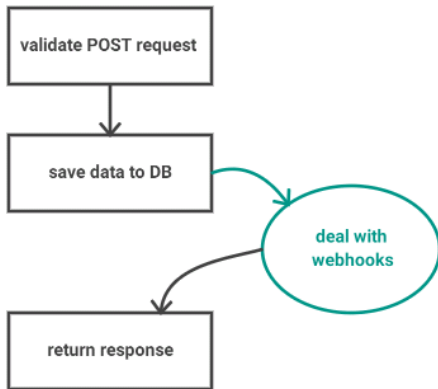 validate POST request
save data to DB
deal with
webhooks
return response